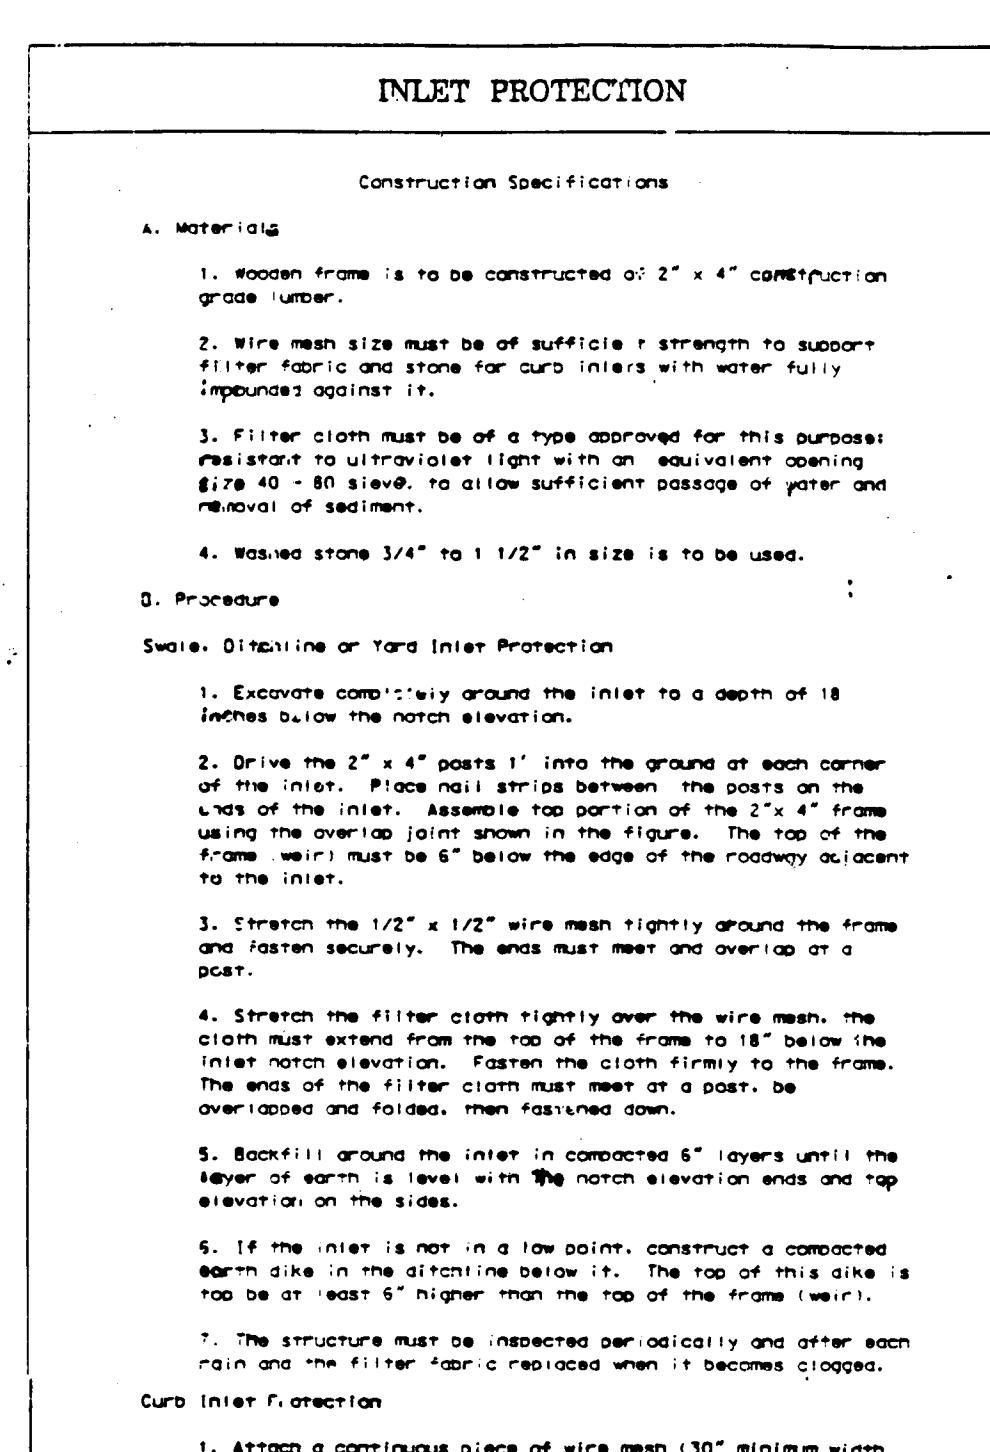 INLET PROTECTION
Construction Specifications
A. Materials
1. Wooden frame is to be constructed of 2" x 4" construction
grade lumber.
2. Wire mesh size must be of sufficient strength to support
filter fabric and stone for curb inlers with water fully
impounded against it.
3. Filter cloth must be of a type approved for this purpose;
resistant to ultraviolet light with an equivalent opening
size 40 - 80 sieve, to allow sufficient passage of water and
removal of sediment.
4. Washed stone 3/4" to 1 1/2" in size is to be used.
B. Procedure
Swale, Ditchline or Yard Inlet Protection
1. Excavate completely around the inlet to a depth of 18
inches below the notch elevation.
2. Drive the 2" x 4" posts 1' into the ground at each corner
of the inlet. Place nail strips between the posts on the
ends of the inlet. Assemble top portion of the 2"x 4" frame
using the overlap joint shown in the figure. The top of the
frame (weir) must be 6" below the edge of the roadway adjacent
to the inlet.
3. Stretch the 1/2" x 1/2" wire mesh tightly around the frame
and fasten securely. The ends must meet and overlap at a
post.
4. Stretch the filter cloth tightly over the wire mesh, the
cloth must extend from the top of the frame to 18" below the
inlet notch elevation. Fasten the cloth firmly to the frame.
The ends of the filter cloth must meet at a post, be
overlapped and folded, then fastened down.
5. Backfill around the inlet in compacted 6" layers until the
layer of earth is level with the notch elevation ends and top
elevation on the sides.
6. If the inlet is not in a low point, construct a compacted
earth dike in the ditchline below it. The top of this dike is
too be at least 6" higher than the top of the frame (weir).
7. The structure must be inspected periodically and after each
rain and the filter fabric replaced when it becomes clogged.
Curb Inlet Protection
1. Attach a continuous piece of wire mesh (30" minimum width